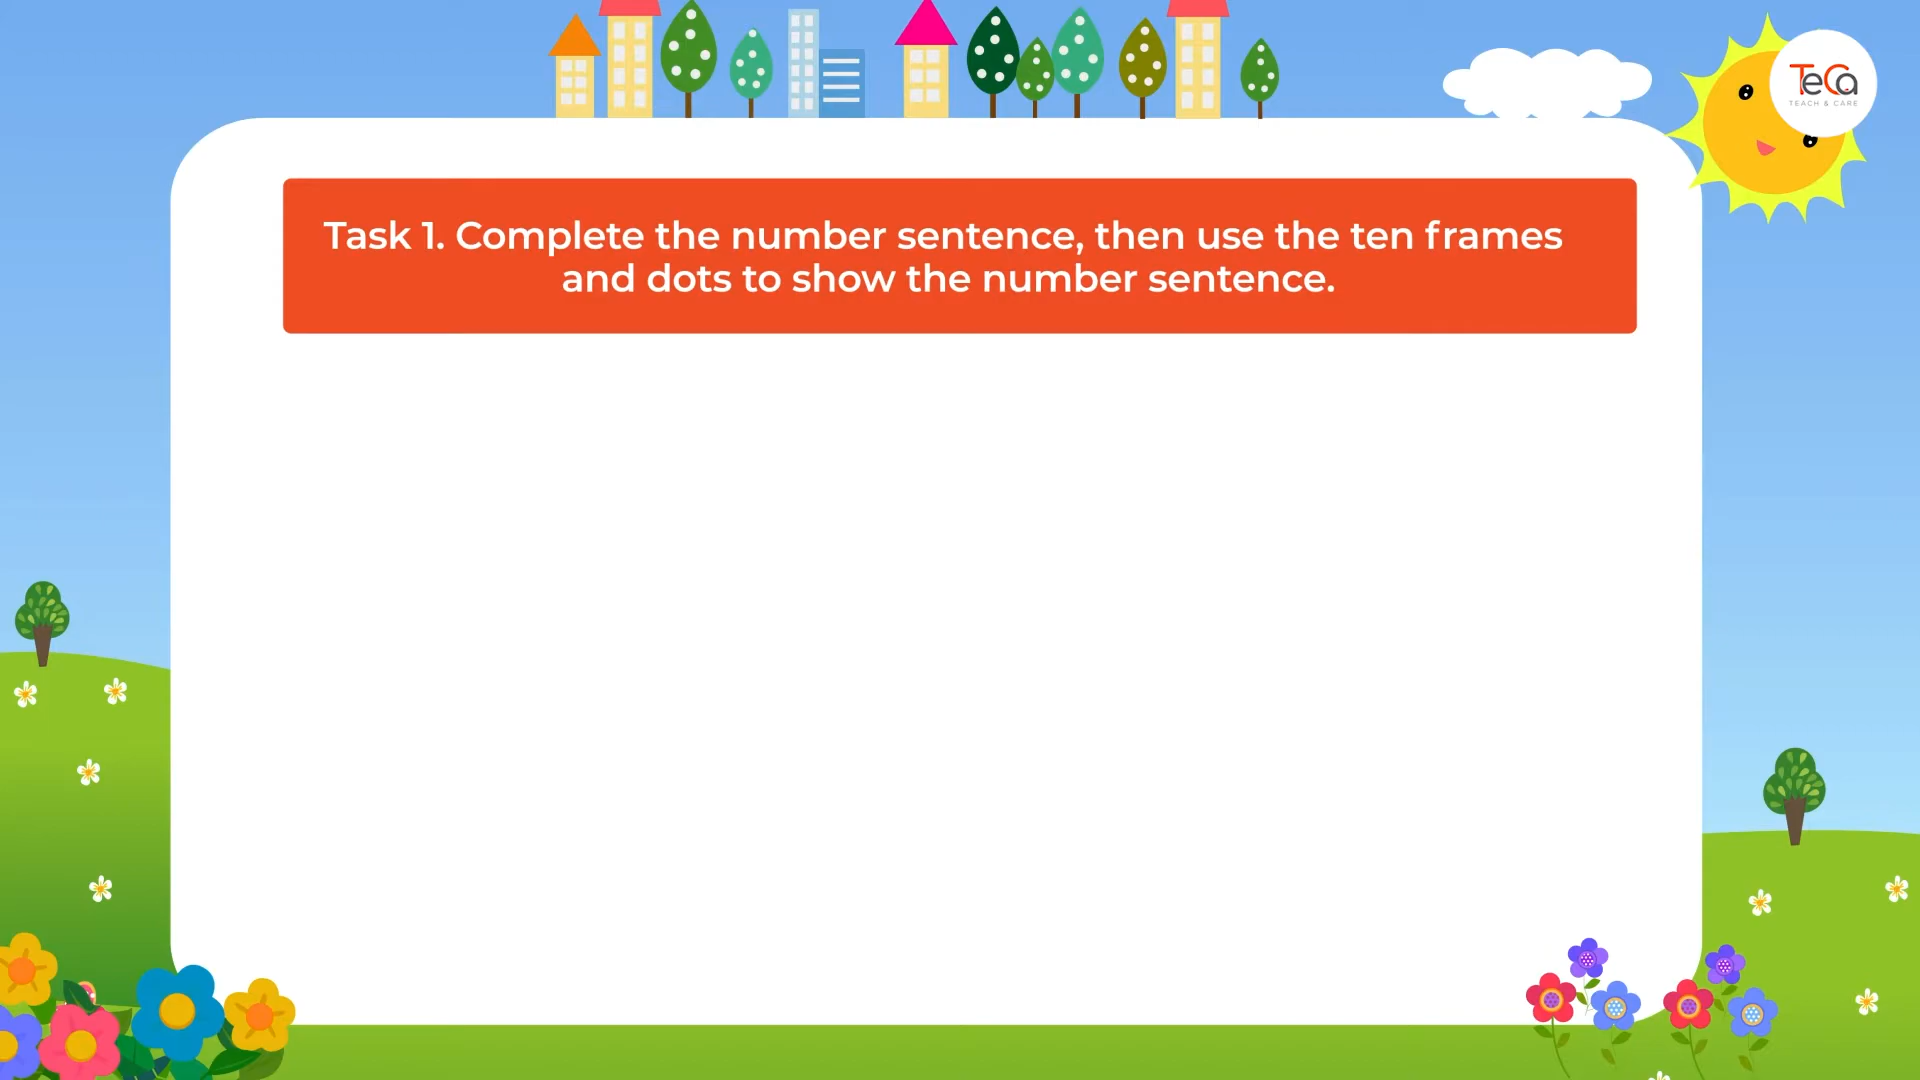 TeCa
TEACH & CARE
Task 1. Complete the number sentence, then use the ten frames
and dots to show the number sentence.